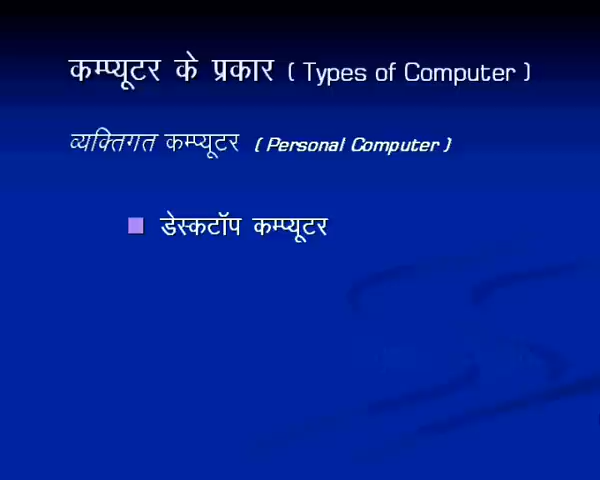 कम्प्यूटर के प्रकार ( Types of Computer )
व्यक्तिगत कम्प्यूटर ( Personal Computer )
डेस्कटॉप कम्प्यूटर